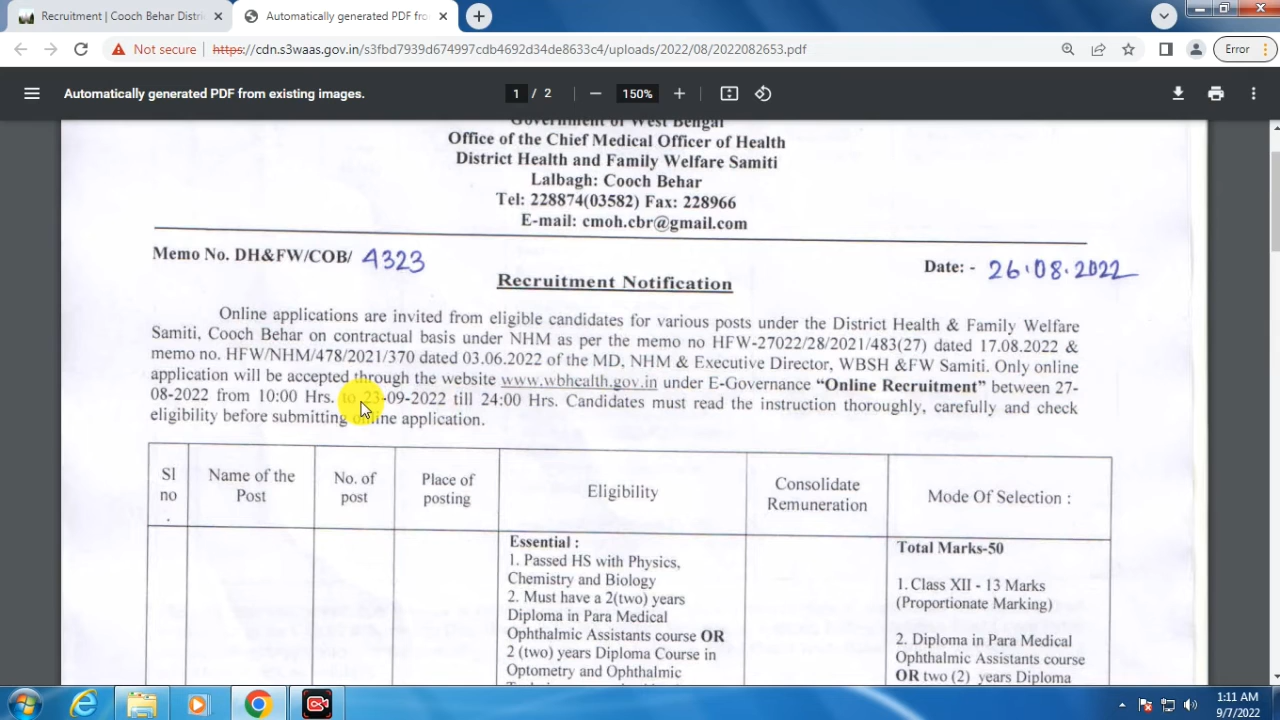 Recruitment | Cooch Behar Distri
Automatically generated PDF fro
Not secure
https://cdn.s3waas.gov.in/s3fbd7939d674997cdb4692d34de8633c4/uploads/2022/08/2022082653.pdf
Error
Automatically generated PDF from existing images.
1 / 2
150%
Government of West Bengal
Office of the Chief Medical Officer of Health
District Health and Family Welfare Samiti
Lalbagh: Cooch Behar
Tel: 228874(03582) Fax: 228966
E-mail: cmoh.cbr@gmail.com
Memo No. DH&FW/COB/ 4323
Date: - 26.08.2022
Recruitment Notification
Online applications are invited from eligible candidates for various posts under the District Health & Family Welfare
Samiti, Cooch Behar on contractual basis under NHM as per the memo no HFW-27022/28/2021/483(27) dated 17.08.2022 &
memo no. HFW/NHM/478/2021/370 dated 03.06.2022 of the MD, NHM & Executive Director, WBSH &FW Samiti. Only online
application will be accepted through the website www.wbhealth.gov.in under E-Governance “Online Recruitment” between 27-
08-2022 from 10:00 Hrs. to 23-09-2022 till 24:00 Hrs. Candidates must read the instruction thoroughly, carefully and check
eligibility before submitting online application.
Sl no .
Name of the Post
No. of post
Place of posting
Eligibility
Consolidate Remuneration
Mode Of Selection :
Essential :
1. Passed HS with Physics,
Chemistry and Biology
2. Must have a 2(two) years
Diploma in Para Medical
Ophthalmic Assistants course OR
2 (two) years Diploma Course in
Optometry and Ophthalmic
Total Marks-50
1. Class XII - 13 Marks
(Proportionate Marking)
2. Diploma in Para Medical
Ophthalmic Assistants course
OR two (2) years Diploma
1:11 AM
9/7/2022